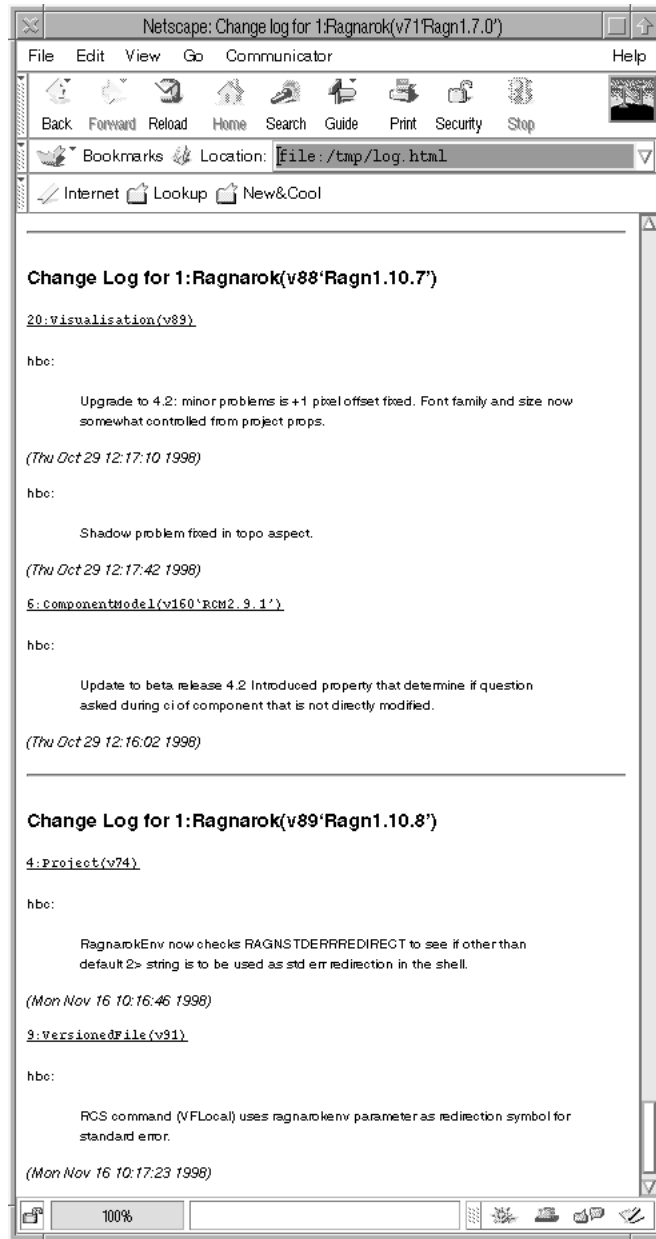 Netscape: Change log for 1:Ragnarok(v71'Ragn1.7.0')
File Edit View Go Communicator Help
Back Forward Reload Home Search Guide Print Security Stop
Bookmarks Location: file:/tmp/log.html
Internet Lookup New&Cool
Change Log for 1:Ragnarok(v88'Ragn1.10.7')
20:Visualisation(v89)
hbc:
Upgrade to 4.2: minor problems is +1 pixel offset fixed. Font family and size now
somewhat controlled from project props.
(Thu Oct 29 12:17:10 1998)
hbc:
Shadow problem fixed in topo aspect.
(Thu Oct 29 12:17:42 1998)
6:ComponentModel(v160'RCM2.9.1')
hbc:
Update to beta release 4.2 Introduced property that determine if question
asked during ci of component that is not directly modified.
(Thu Oct 29 12:16:02 1998)
Change Log for 1:Ragnarok(v89'Ragn1.10.8')
4:Project(v74)
hbc:
RagnarokEnv now checks RAGNSTDERRREDIRECT to see if other than
default 2> string is to be used as std err redirection in the shell.
(Mon Nov 16 10:16:46 1998)
9:VersionedFile(v91)
hbc:
RCS command (VFLocal) uses ragnarokenv parameter as redirection symbol for
standard error.
(Mon Nov 16 10:17:23 1998)
100%